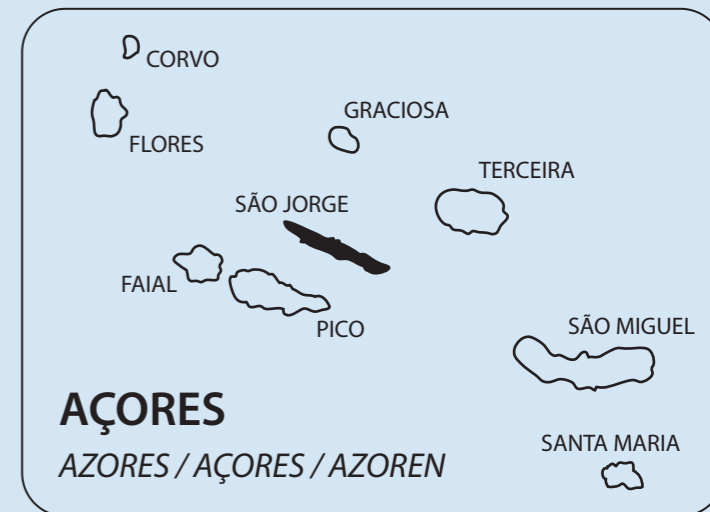 CORVO
GRACIOSA
FLORES
TERCEIRA
SÃO JORGE
FAIAL
PICO
SÃO MIGUEL
AÇORES
SANTA MARIA
AZORES / AÇORES / AZOREN